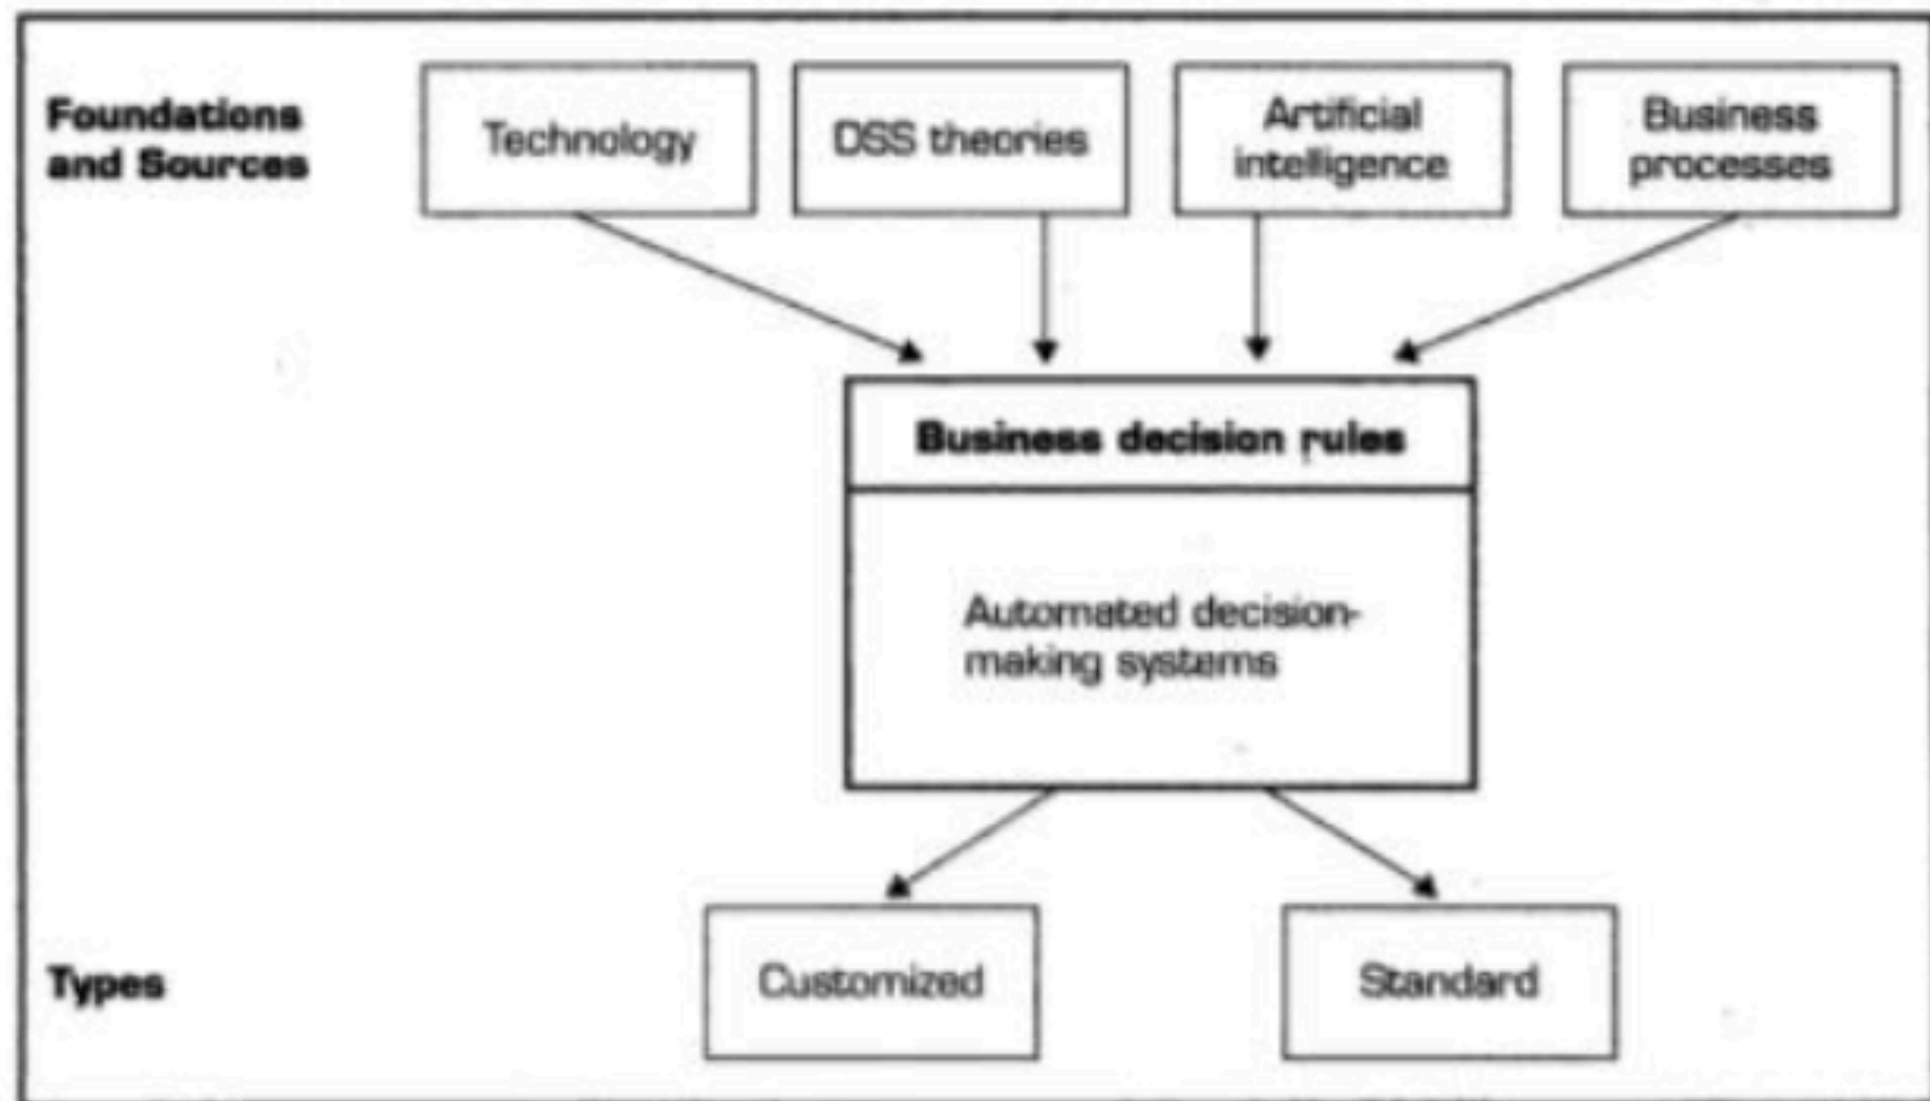 Foundations
and Sources
Technology
DSS theories
Artificial
intelligence
Business
processes
Business decision rules
Automated decision-
making systems
Types
Customized
Standard